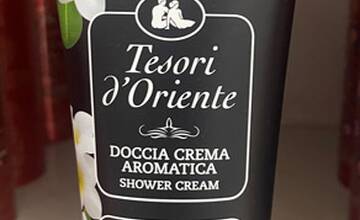 Tesori
d'Oriente
DOCCIA CREMA
AROMATICA
SHOWER CREAM